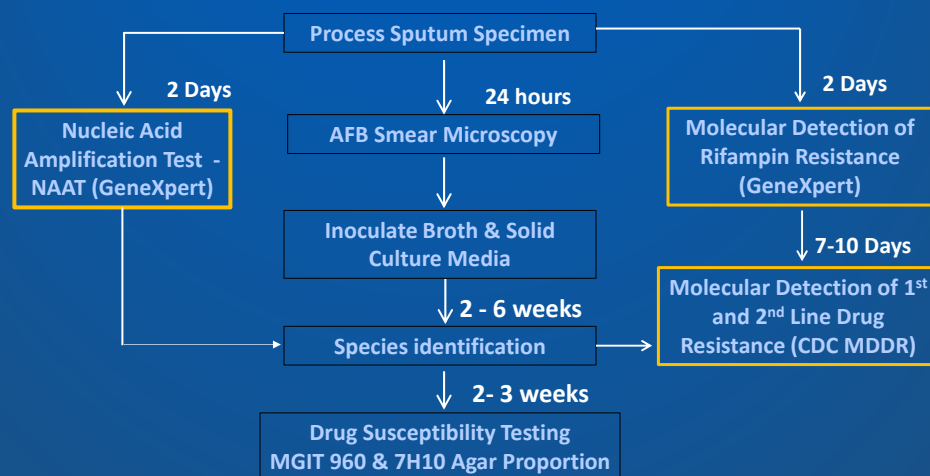 Process Sputum Specimen
2 Days
24 hours
2 Days
Nucleic Acid
Amplification Test -
NAAT (GeneXpert)
AFB Smear Microscopy
Molecular Detection of
Rifampin Resistance
(GeneXpert)
Inoculate Broth & Solid
Culture Media
7-10 Days
2 - 6 weeks
Molecular Detection of 1st
and 2nd Line Drug
Resistance (CDC MDDR)
Species identification
2- 3 weeks
Drug Susceptibility Testing
MGIT 960 & 7H10 Agar Proportion